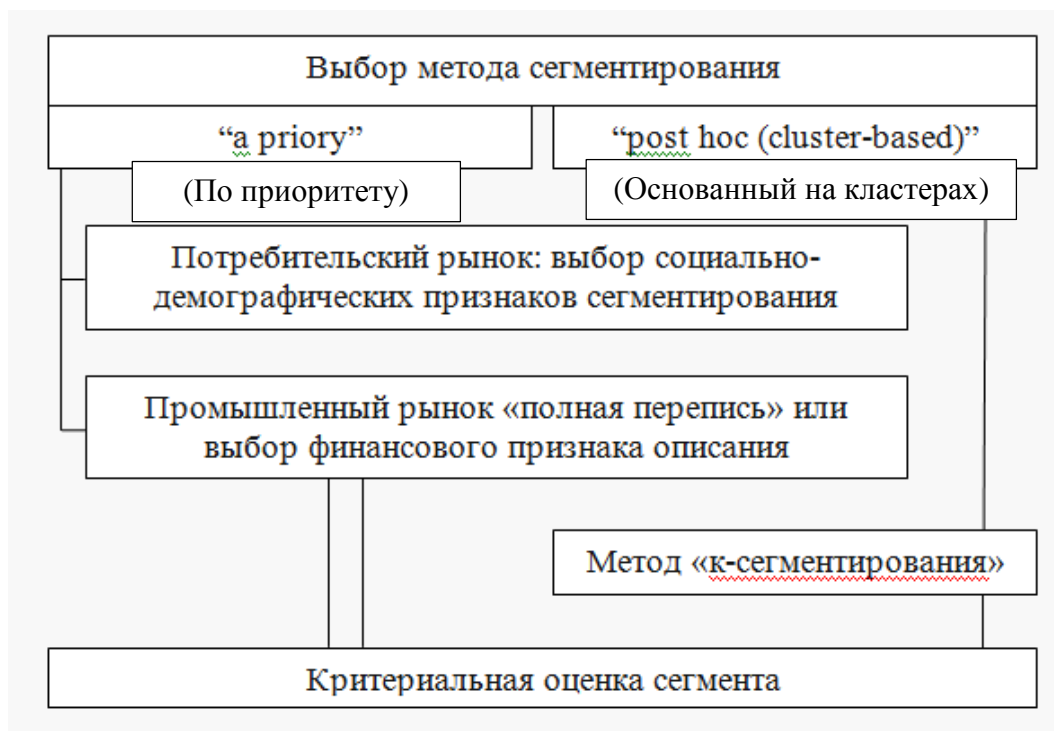 Выбор метода сегментирования
“a priory”
“post hoc (cluster-based)”
(По приоритету)
(Основанный на кластерах)
Потребительский рынок: выбор социально-
демографических признаков сегментирования
Промышленный рынок «полная перепись» или
выбор финансового признака описания
Метод «к-сегментирования»
Критериальная оценка сегмента